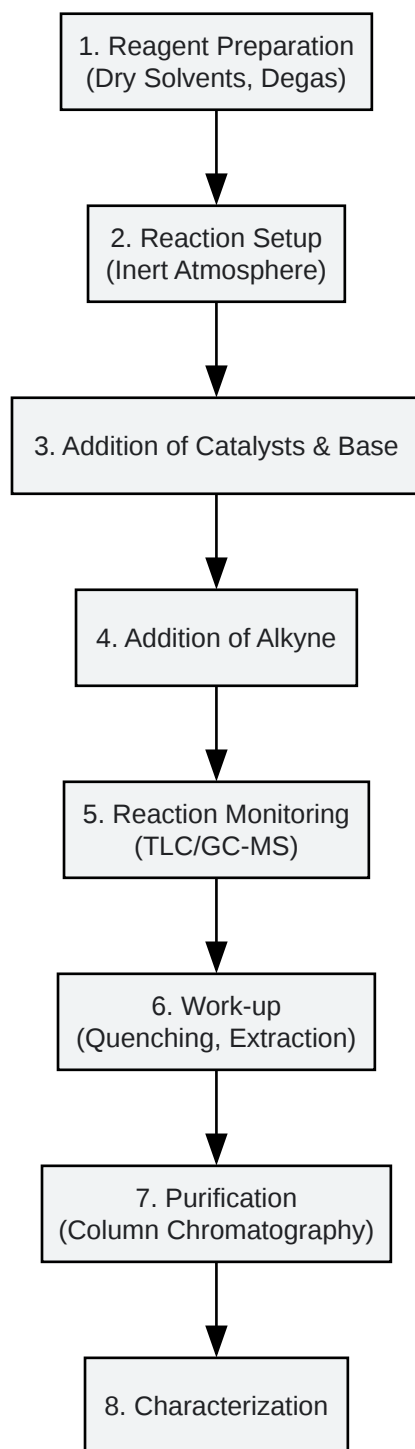 1. Reagent Preparation
(Dry Solvents, Degas)
2. Reaction Setup
(Inert Atmosphere)
3. Addition of Catalysts & Base
4. Addition of Alkyne
5. Reaction Monitoring
(TLC/GC-MS)
6. Work-up
(Quenching, Extraction)
7. Purification
(Column Chromatography)
8. Characterization